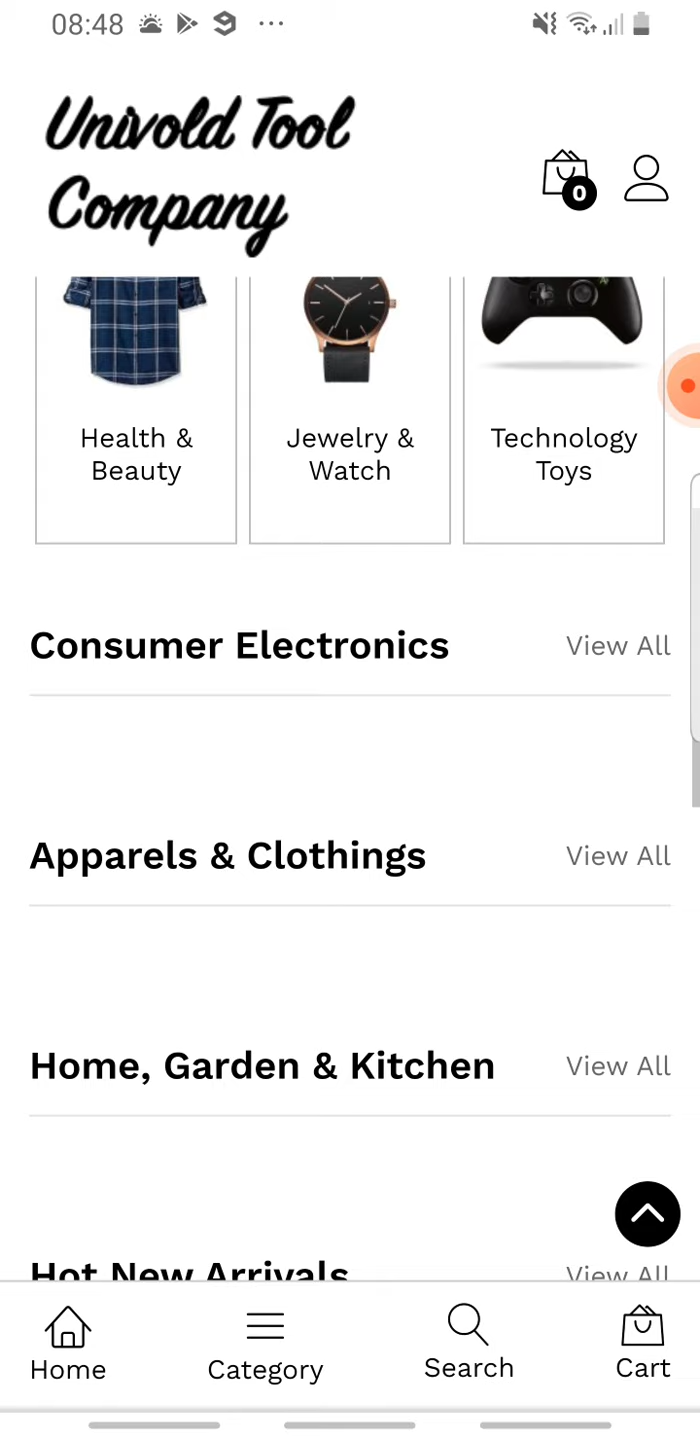 08:48
Univold Tool
Company
0
Health &
Beauty
Jewelry &
Watch
Technology
Toys
Consumer Electronics View All
Apparels & Clothings View All
Home, Garden & Kitchen View All
Hot New Arrivals View All
Home Category Search Cart